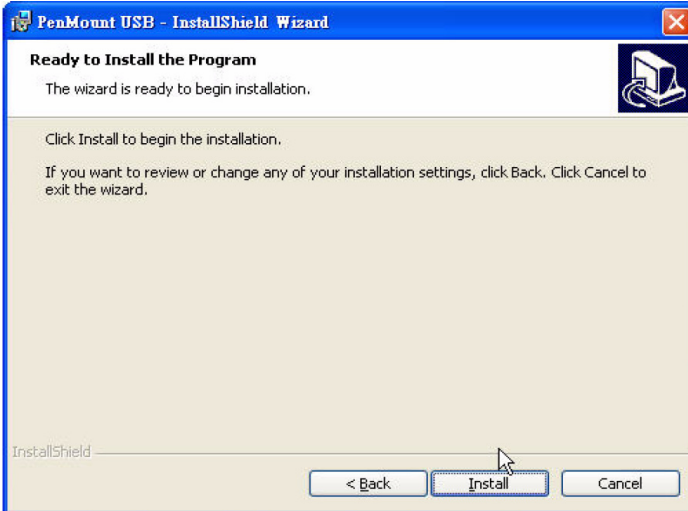 PenMount USB - InstallShield Wizard
Ready to Install the Program
The wizard is ready to begin installation.
Click Install to begin the installation.
If you want to review or change any of your installation settings, click Back. Click Cancel to
exit the wizard.
InstallShield
< Back
Install
Cancel